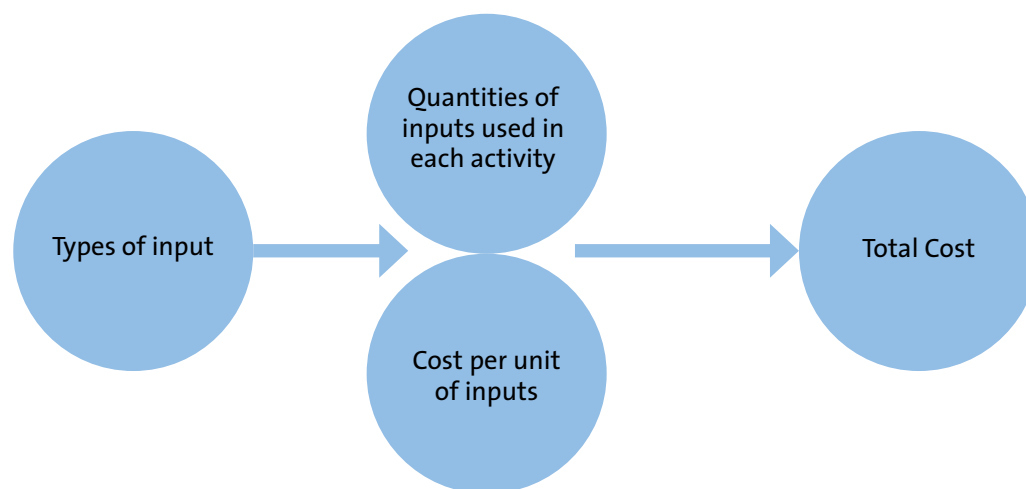 Types of input
Quantities of
inputs used in
each activity
Cost per unit
of inputs
Total Cost